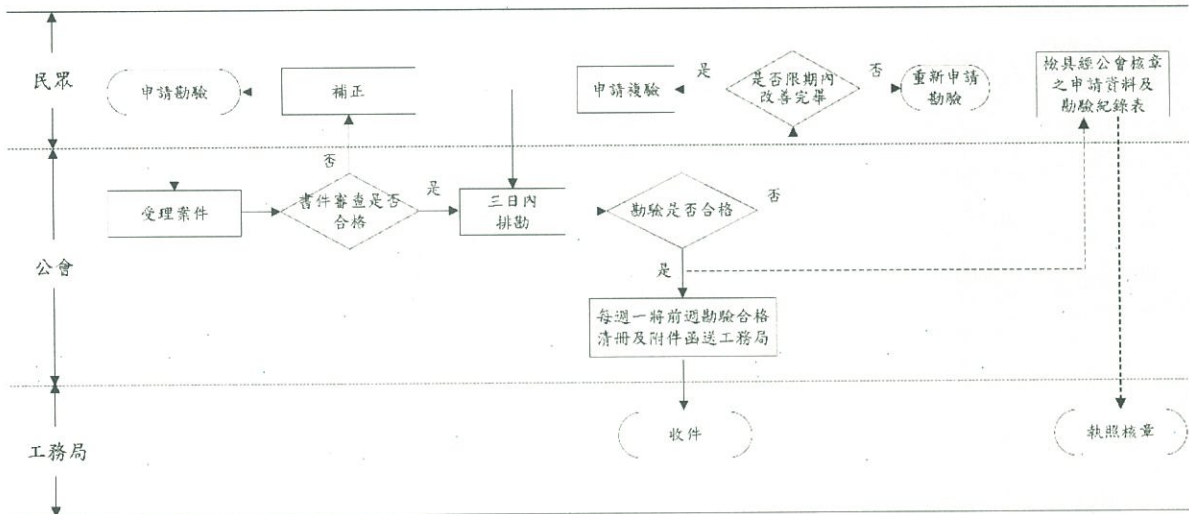 民眾
申請勘驗
補正
申請複驗
是
是否限期內
改善完畢
否
重新申請
勘驗
檢具經公會核章
之申請資料及
勘驗紀錄表
公會
受理案件
否
書件審查是否
合格
是
三日內
排勘
勘驗是否合格
否
是
每週一將前週勘驗合格
清冊及附件函送工務局
工務局
收件
執照核章